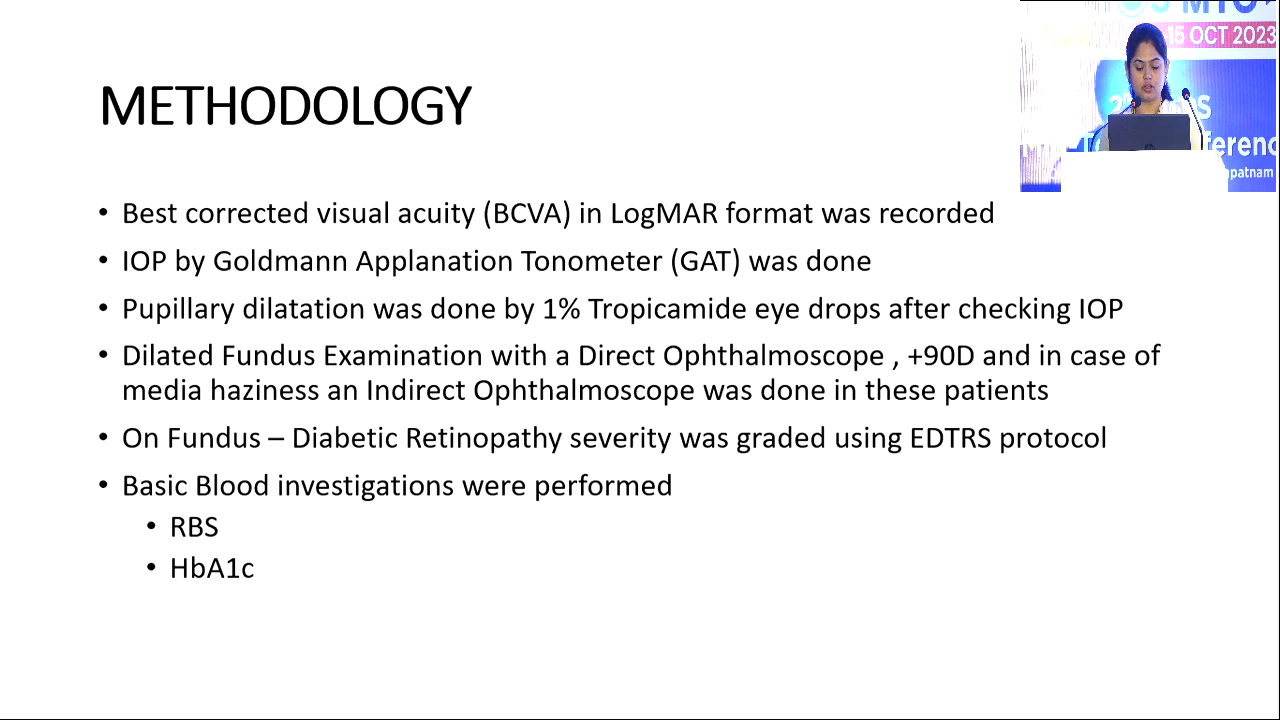 METHODOLOGY
15 OCT 2023
• Best corrected visual acuity (BCVA) in LogMAR format was recorded
• IOP by Goldmann Applanation Tonometer (GAT) was done
• Pupillary dilatation was done by 1% Tropicamide eye drops after checking IOP
• Dilated Fundus Examination with a Direct Ophthalmoscope , +90D and in case of
media haziness an Indirect Ophthalmoscope was done in these patients
• On Fundus – Diabetic Retinopathy severity was graded using EDTRS protocol
• Basic Blood investigations were performed
• RBS
• HbA1c